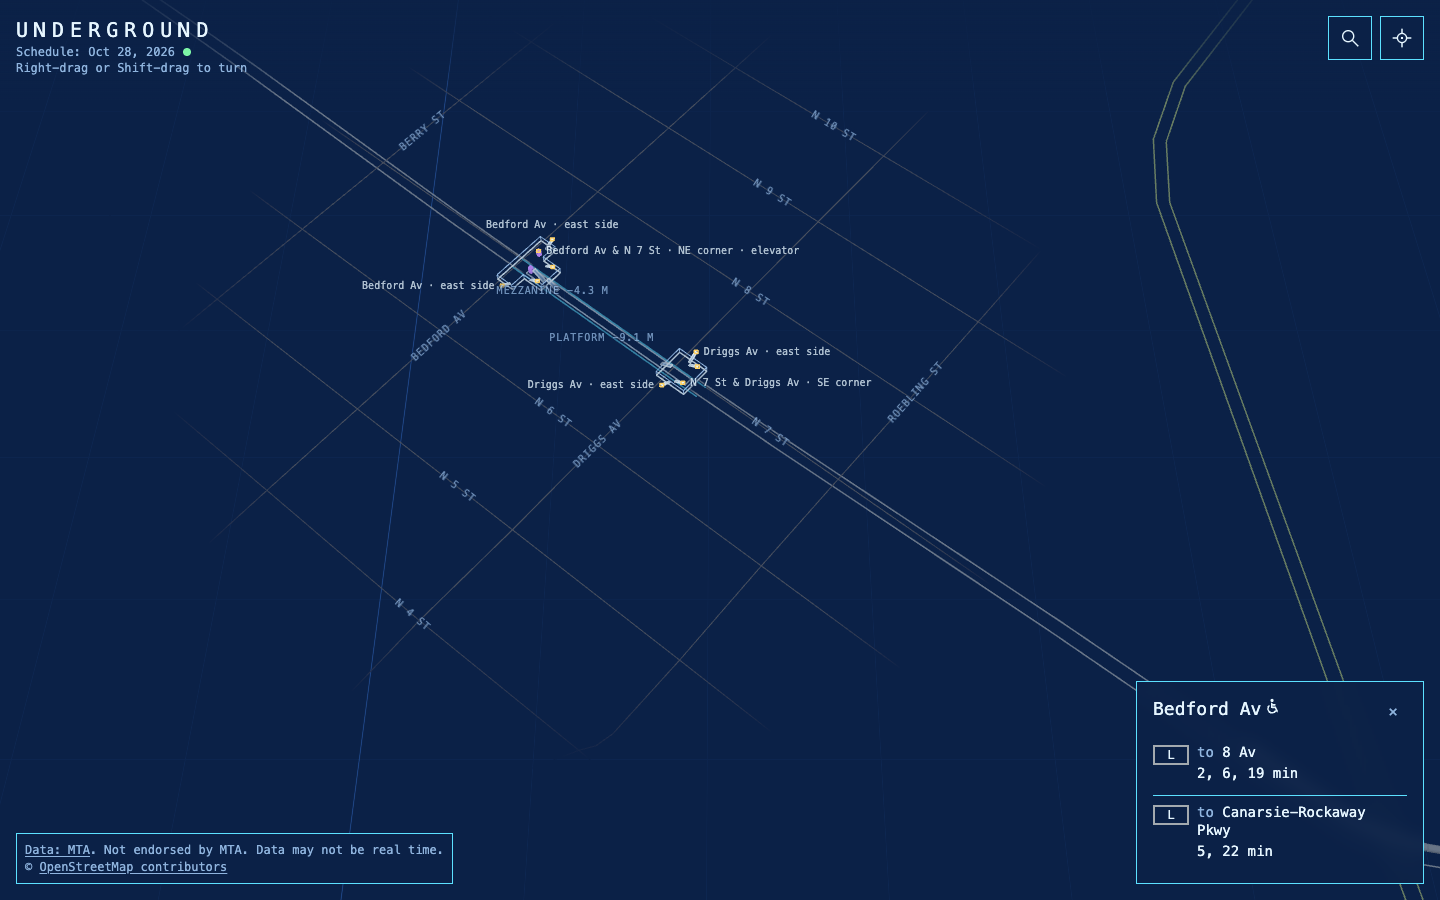 UNDERGROUND
Schedule: Oct 28, 2026
Right-drag or Shift-drag to turn
BERRY ST
N 10 ST
N 9 ST
Bedford Av · east side
Bedford Av & N 7 St · NE corner · elevator
Bedford Av · east side
MEZZANINE -4.3 M
N 8 ST
BEDFORD AV
PLATFORM -9.1 M
Driggs Av · east side
Driggs Av · east side
N 7 St & Driggs Av · SE corner
ROEBLING ST
N 6 ST
DRIGGS AV
N 7 ST
N 5 ST
N 4 ST
Bedford Av
×
L to 8 Av
2, 6, 19 min
L to Canarsie-Rockaway
Pkwy
5, 22 min
Data: MTA. Not endorsed by MTA. Data may not be real time.
© OpenStreetMap contributors